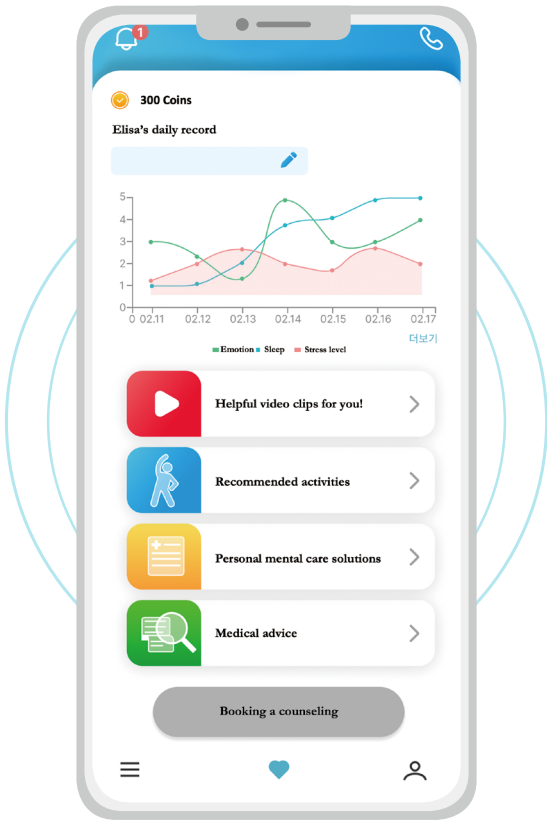 1
300 Coins
Elisa's daily record
5
4
3
2
1
0
0 02.11 02.12 02.13 02.14 02.15 02.16 02.17
더보기
Emotion Sleep Stress level
Helpful video clips for you!
Recommended activities
Personal mental care solutions
Medical advice
Booking a counseling